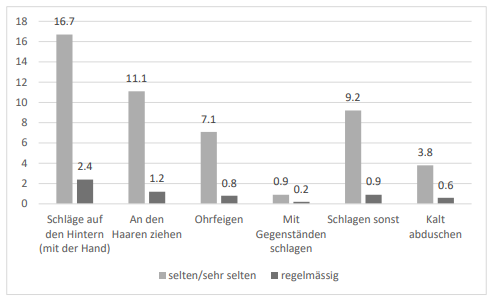 18
16
14
12
10
8
6
4
2
0
16.7
2.4
11.1
1.2
7.1
0.8
0.9
0.2
9.2
0.9
3.8
0.6
Schläge auf
den Hintern
(mit der Hand)
An den
Haaren ziehen
Ohrfeigen
Mit
Gegenständen
schlagen
Schlagen sonst
Kalt
abduschen
selten/sehr selten
regelmässig